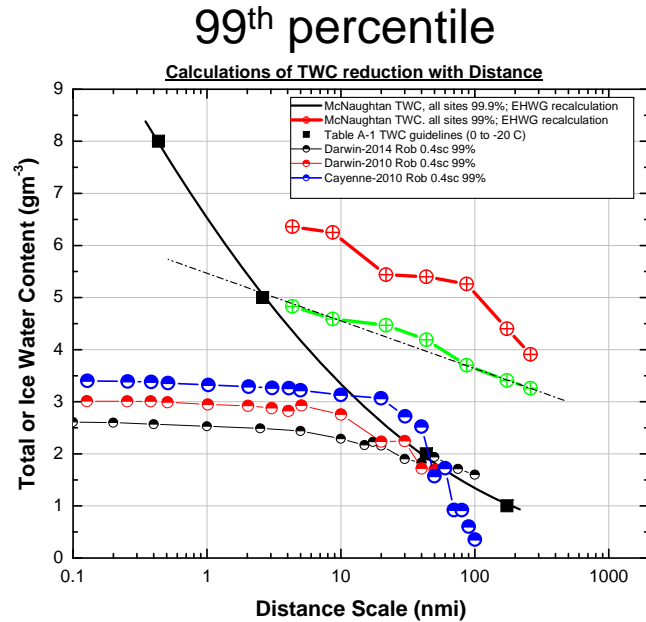 99th percentile
Calculations of TWC reduction with Distance
McNaughtan TWC, all sites 99.9%; EHWG recalculation
McNaughtan TWC. all sites 99%; EHWG recalculation
Table A-1 TWC guidelines (0 to -20 C)
Darwin-2014 Rob 0.4sc 99%
Darwin-2010 Rob 0.4sc 99%
Cayenne-2010 Rob 0.4sc 99%
Total or Ice Water Content (gm-3)
9
8
7
6
5
4
3
2
1
0
0.1 1 10 100 1000
Distance Scale (nmi)